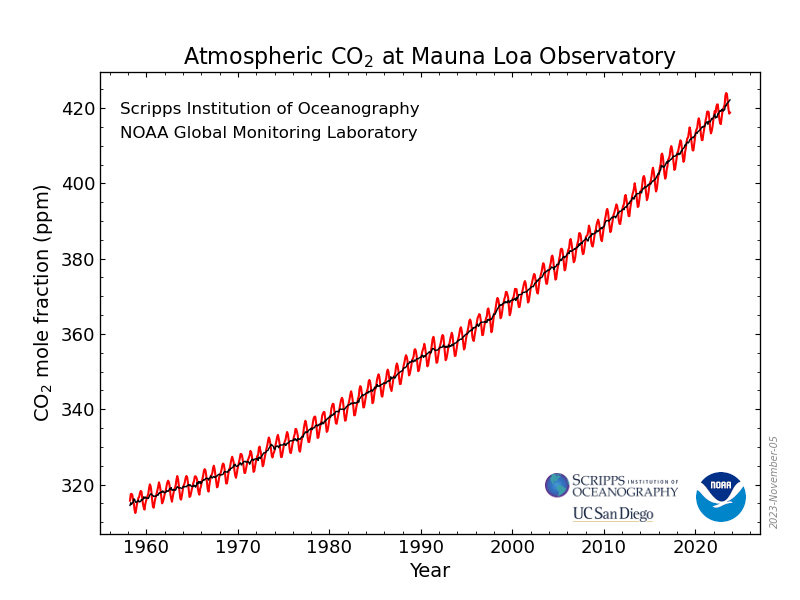 Atmospheric CO₂ at Mauna Loa Observatory
Scripps Institution of Oceanography
NOAA Global Monitoring Laboratory
CO₂ mole fraction (ppm)
420
400
380
360
340
320
1960 1970 1980 1990 2000 2010 2020
Year
SCRIPPS INSTITUTION OF
OCEANOGRAPHY
UC San Diego
NOAA
2023-November-05